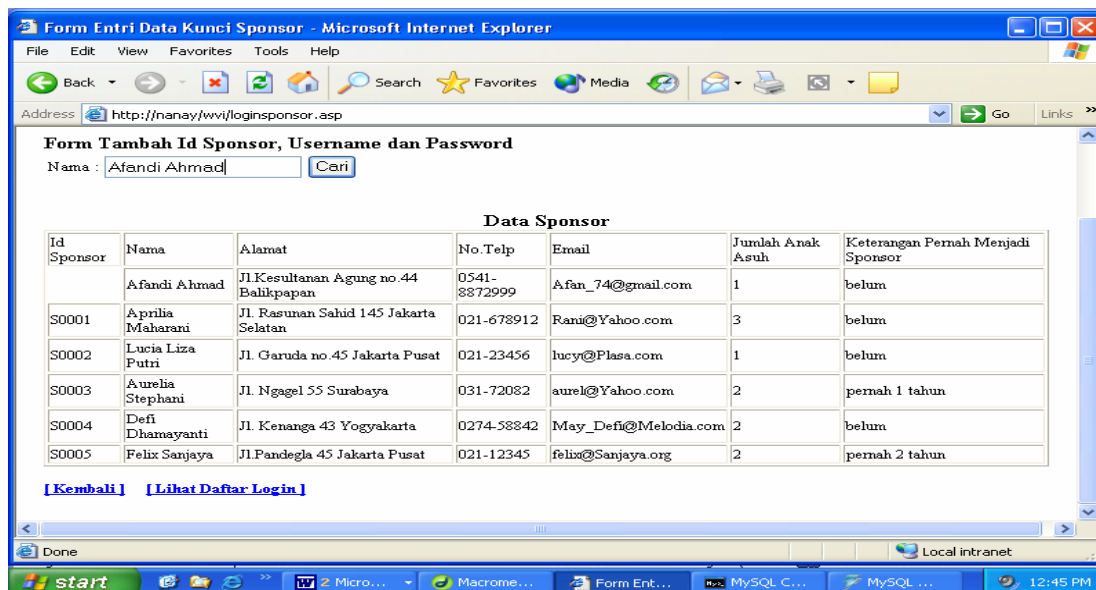 Form Entri Data Kunci Sponsor - Microsoft Internet Explorer
File Edit View Favorites Tools Help
Back Search Favorites Media
Address http://nanay/wvi/loginsponsor.asp Go Links »
Form Tambah Id Sponsor, Username dan Password
Nama : Afandi Ahmad Cari
Data Sponsor
Id Sponsor Nama Alamat No.Telp Email Jumlah Anak Asuh Keterangan Pernah Menjadi Sponsor
Afandi Ahmad Jl.Kesultanan Agung no.44 Balikpapan 0541-8872999 Afan_74@gmail.com 1 belum
S0001 Aprilia Maharani Jl. Rasunan Sahid 145 Jakarta Selatan 021-678912 Rani@Yahoo.com 3 belum
S0002 Lucia Liza Putri Jl. Garuda no.45 Jakarta Pusat 021-23456 lucy@Plasa.com 1 belum
S0003 Aurelia Stephani Jl. Ngagel 55 Surabaya 031-72082 aurel@Yahoo.com 2 pernah 1 tahun
S0004 Defi Dhamayanti Jl. Kenanga 43 Yogyakarta 0274-58842 May_Defi@Melodia.com 2 belum
S0005 Felix Sanjaya Jl.Pandegla 45 Jakarta Pusat 021-12345 felix@Sanjaya.org 2 pernah 2 tahun
[ Kembali ] [ Lihat Daftar Login ]
Done Local intranet
start » 2 Micro... Macrome... Form Ent... MySQL C... MySQL ... 12:45 PM